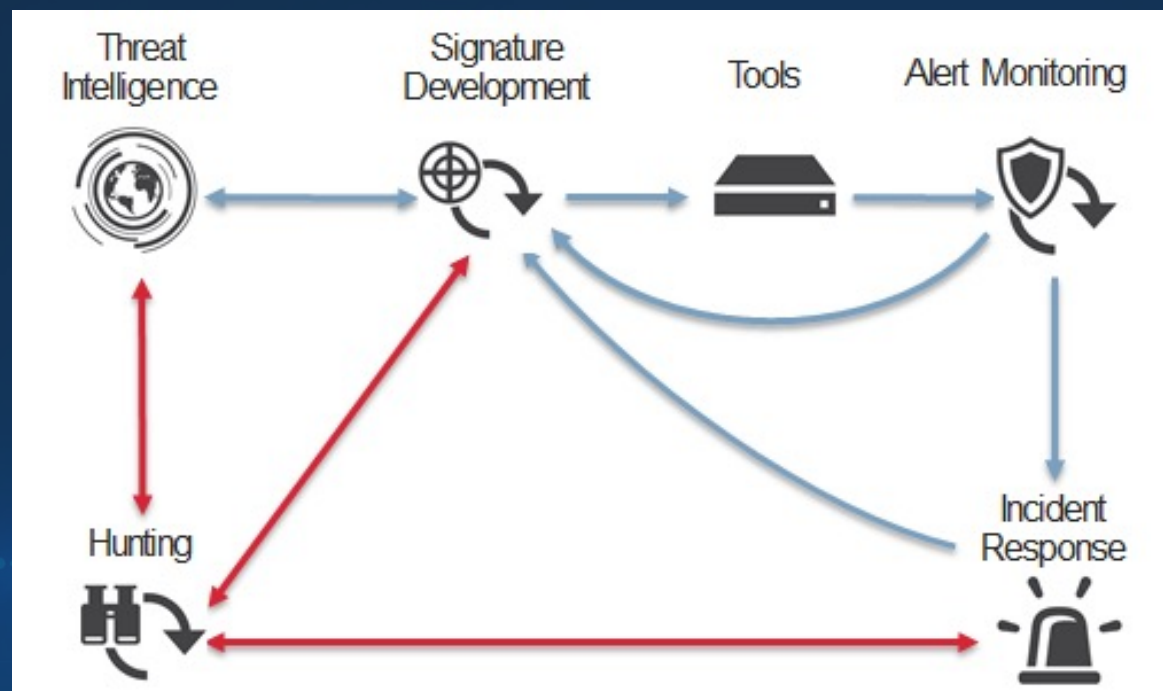 Threat
Intelligence
Signature
Development
Tools
Alert Monitoring
Hunting
Incident
Response